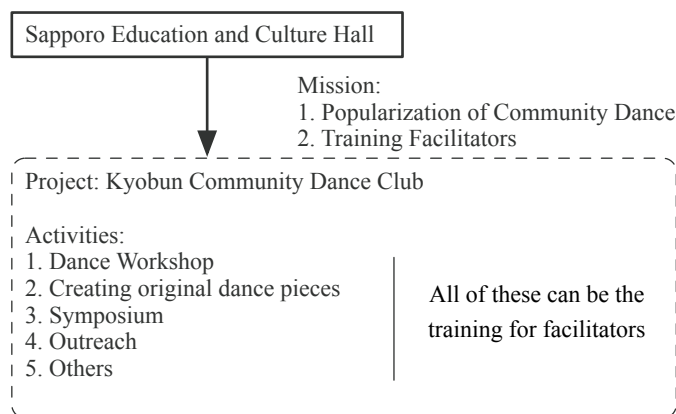 Sapporo Education and Culture Hall
Mission:
1. Popularization of Community Dance
2. Training Facilitators
Project: Kyobun Community Dance Club
Activities:
1. Dance Workshop
2. Creating original dance pieces
3. Symposium
4. Outreach
5. Others
All of these can be the
training for facilitators